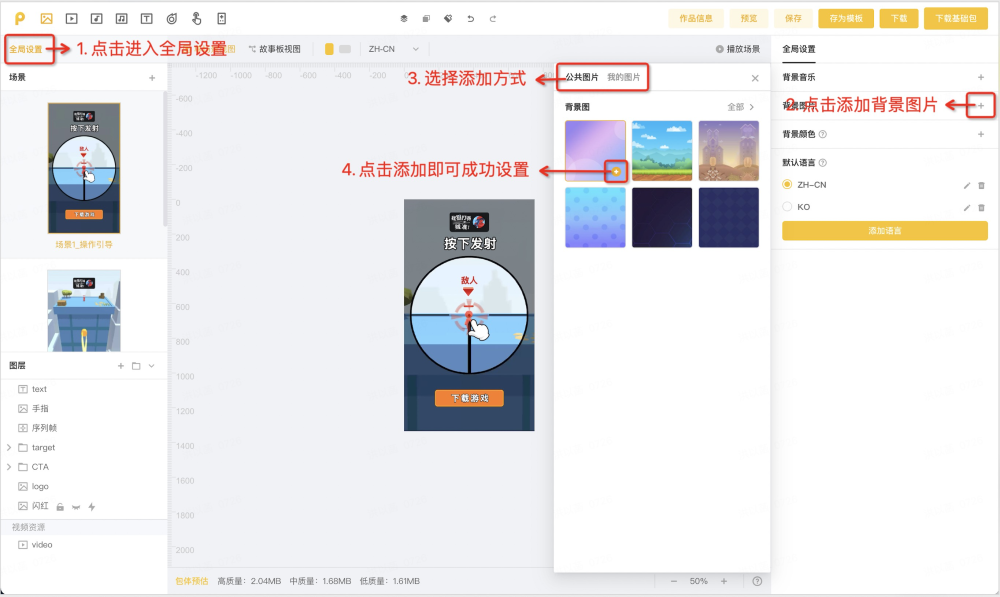 作品信息 预览 保存 存为模板 下载 下载基础包
全局设置 1. 点击进入全局设置 图 故事板视图 ZH-CN 播放场景 全局设置
场景
3. 选择添加方式 公共图片 我的图片
背景音乐
背景图 全部
2. 点击添加背景图片
背景颜色
4. 点击添加即可成功设置
默认语言
ZH-CN
KO
添加语言
-1200 -1000 -800 -600 -400 -200
-600
-400
-200
0
200
400
600
800
1000
1200
1400
1600
1800
2000
按下发射
敌人
下载游戏
场景1_操作引导
按下发射
敌人
下载游戏
图层
text
手指
序列帧
target
CTA
logo
闪红
视频资源
video
包体预估 高质量：2.04MB 中质量：1.68MB 低质量：1.61MB
50%